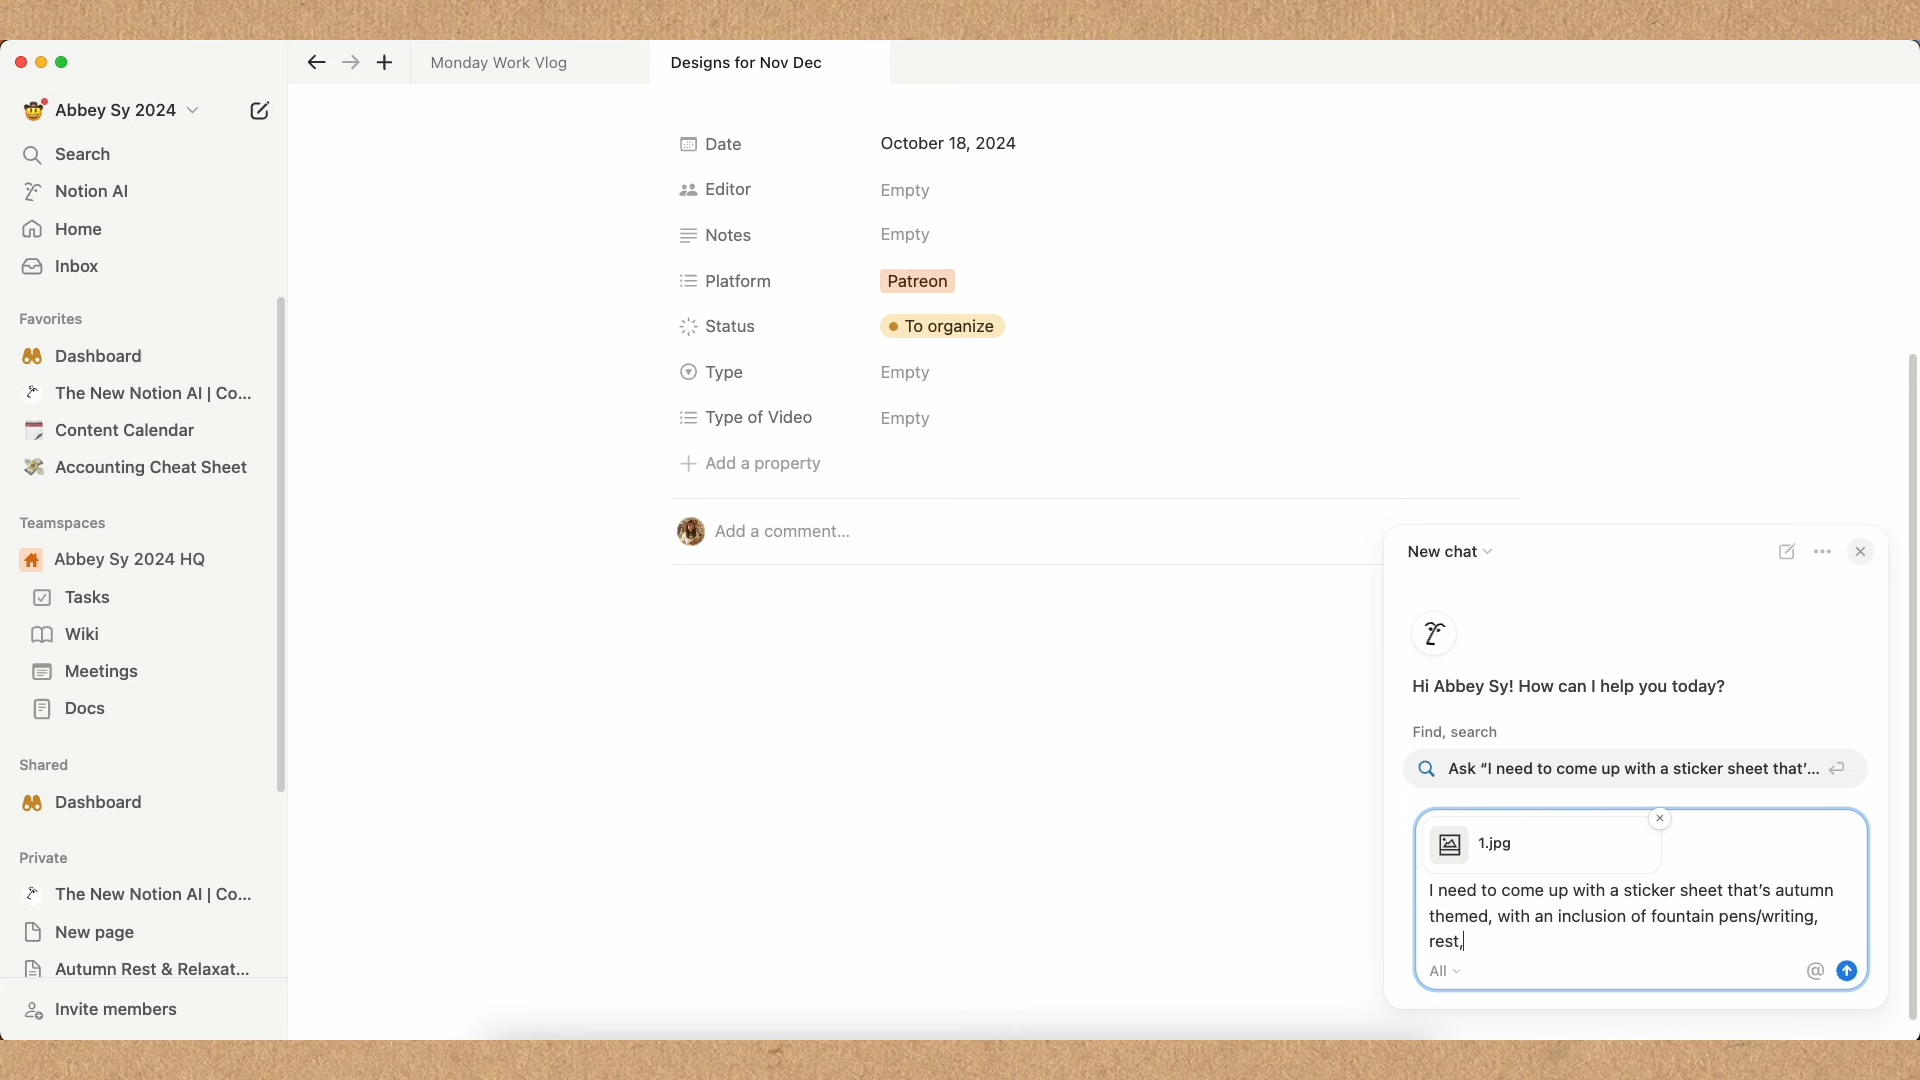 Monday Work Vlog
Designs for Nov Dec
Abbey Sy 2024
Search
Notion AI
Home
Inbox
Favorites
Dashboard
The New Notion AI | Co...
Content Calendar
Accounting Cheat Sheet
Teamspaces
Abbey Sy 2024 HQ
Tasks
Wiki
Meetings
Docs
Shared
Dashboard
Private
The New Notion AI | Co...
New page
Autumn Rest & Relaxat...
Invite members
Date October 18, 2024
Editor Empty
Notes Empty
Platform Patreon
Status To organize
Type Empty
Type of Video Empty
Add a property
Add a comment...
New chat
Hi Abbey Sy! How can I help you today?
Find, search
Ask “I need to come up with a sticker sheet that’...
1.jpg
I need to come up with a sticker sheet that’s autumn
themed, with an inclusion of fountain pens/writing,
rest,
All @